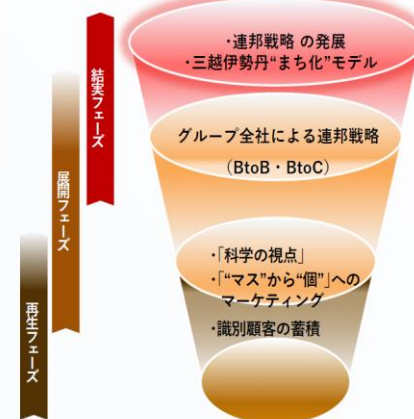 結実フェーズ
展開フェーズ
再生フェーズ
・連邦戦略 の発展
・三越伊勢丹“まち化”モデル
グループ全社による連邦戦略
（BtoB・BtoC）
・「科学の視点」
・「“マス”から“個”」への
マーケティング
・識別顧客の蓄積